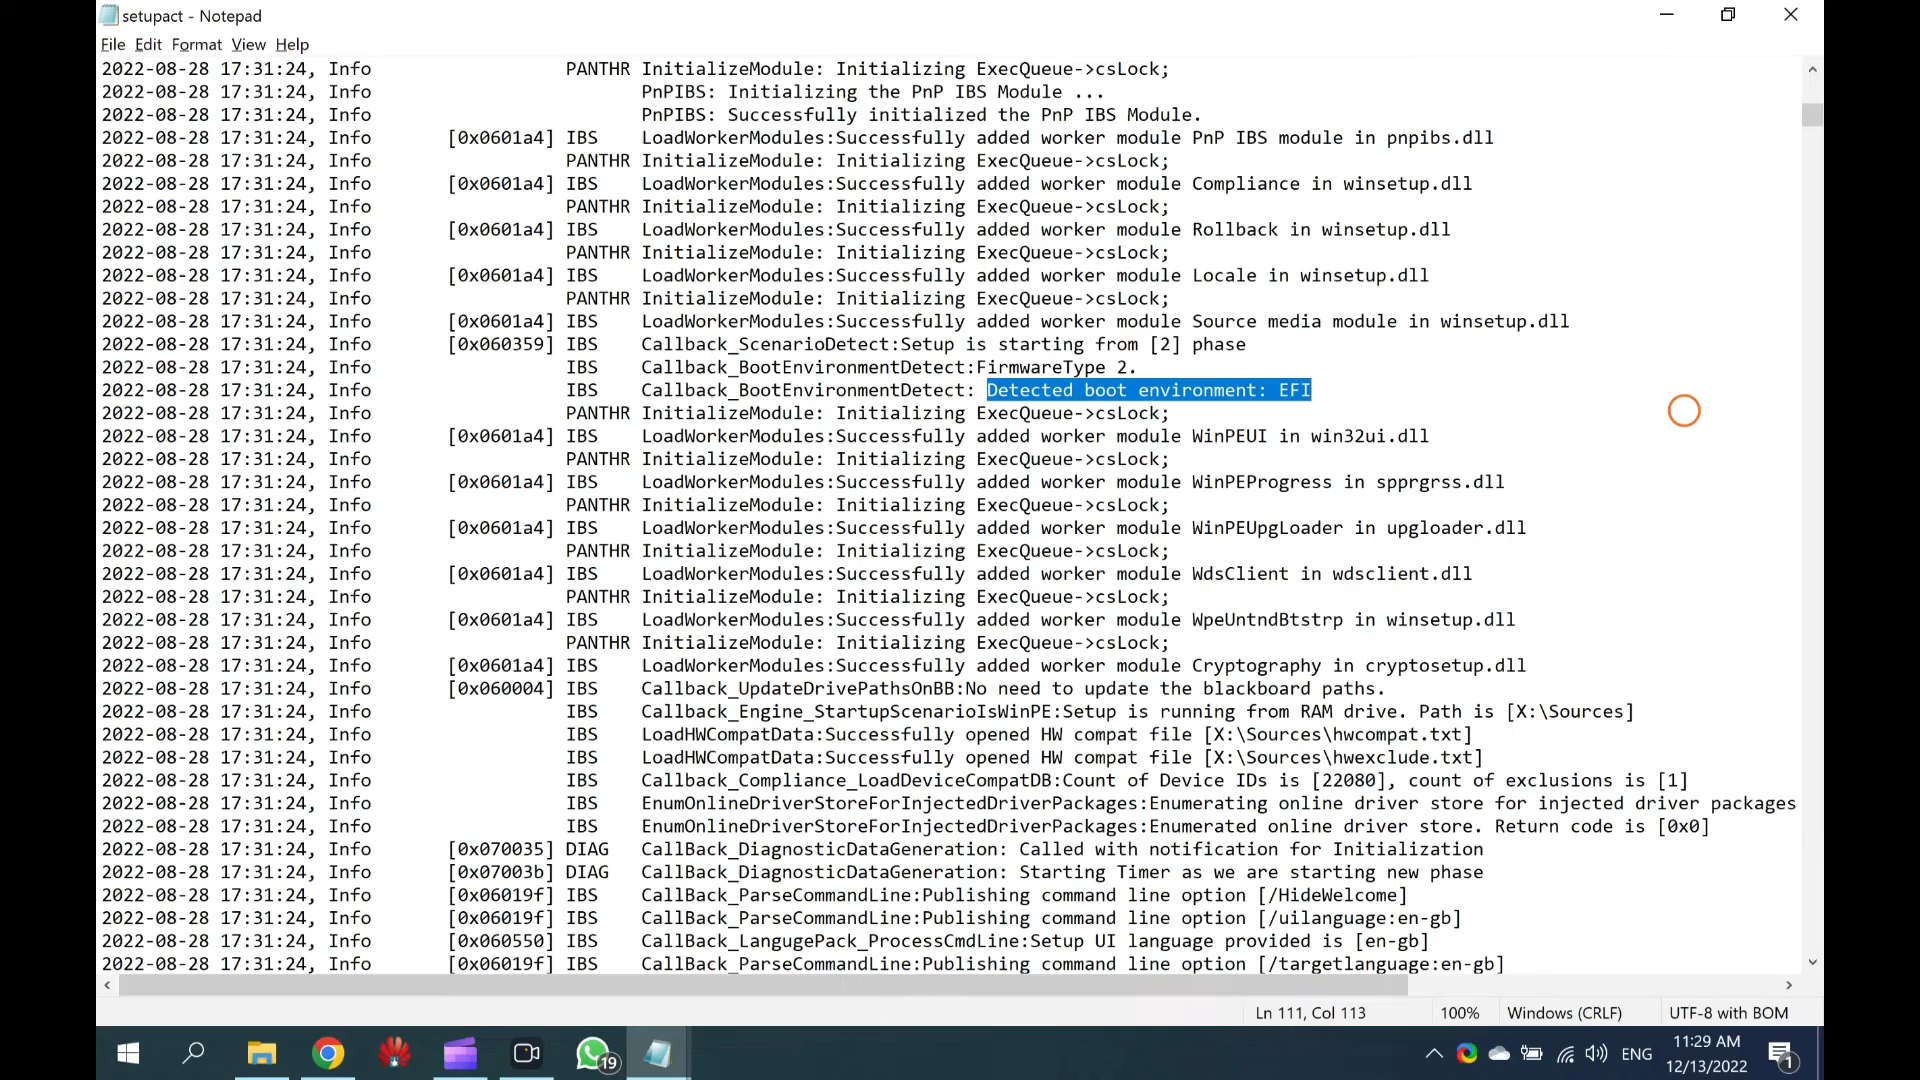 setupact - Notepad
File Edit Format View Help
2022-08-28 17:31:24, Info PANTHR InitializeModule: Initializing ExecQueue->csLock;
2022-08-28 17:31:24, Info PnPIBS: Initializing the PnP IBS Module ...
2022-08-28 17:31:24, Info PnPIBS: Successfully initialized the PnP IBS Module.
2022-08-28 17:31:24, Info [0x0601a4] IBS LoadWorkerModules:Successfully added worker module PnP IBS module in pnpibs.dll
2022-08-28 17:31:24, Info PANTHR InitializeModule: Initializing ExecQueue->csLock;
2022-08-28 17:31:24, Info [0x0601a4] IBS LoadWorkerModules:Successfully added worker module Compliance in winsetup.dll
2022-08-28 17:31:24, Info PANTHR InitializeModule: Initializing ExecQueue->csLock;
2022-08-28 17:31:24, Info [0x0601a4] IBS LoadWorkerModules:Successfully added worker module Rollback in winsetup.dll
2022-08-28 17:31:24, Info PANTHR InitializeModule: Initializing ExecQueue->csLock;
2022-08-28 17:31:24, Info [0x0601a4] IBS LoadWorkerModules:Successfully added worker module Locale in winsetup.dll
2022-08-28 17:31:24, Info PANTHR InitializeModule: Initializing ExecQueue->csLock;
2022-08-28 17:31:24, Info [0x0601a4] IBS LoadWorkerModules:Successfully added worker module Source media module in winsetup.dll
2022-08-28 17:31:24, Info [0x060359] IBS Callback_ScenarioDetect:Setup is starting from [2] phase
2022-08-28 17:31:24, Info IBS Callback_BootEnvironmentDetect:FirmwareType 2.
2022-08-28 17:31:24, Info IBS Callback_BootEnvironmentDetect: Detected boot environment: EFI
2022-08-28 17:31:24, Info PANTHR InitializeModule: Initializing ExecQueue->csLock;
2022-08-28 17:31:24, Info [0x0601a4] IBS LoadWorkerModules:Successfully added worker module WinPEUI in win32ui.dll
2022-08-28 17:31:24, Info PANTHR InitializeModule: Initializing ExecQueue->csLock;
2022-08-28 17:31:24, Info [0x0601a4] IBS LoadWorkerModules:Successfully added worker module WinPEProgress in spprgrss.dll
2022-08-28 17:31:24, Info PANTHR InitializeModule: Initializing ExecQueue->csLock;
2022-08-28 17:31:24, Info [0x0601a4] IBS LoadWorkerModules:Successfully added worker module WinPEUpgLoader in upgloader.dll
2022-08-28 17:31:24, Info PANTHR InitializeModule: Initializing ExecQueue->csLock;
2022-08-28 17:31:24, Info [0x0601a4] IBS LoadWorkerModules:Successfully added worker module WdsClient in wdsclient.dll
2022-08-28 17:31:24, Info PANTHR InitializeModule: Initializing ExecQueue->csLock;
2022-08-28 17:31:24, Info [0x0601a4] IBS LoadWorkerModules:Successfully added worker module WpeUntndBtstrp in winsetup.dll
2022-08-28 17:31:24, Info PANTHR InitializeModule: Initializing ExecQueue->csLock;
2022-08-28 17:31:24, Info [0x0601a4] IBS LoadWorkerModules:Successfully added worker module Cryptography in cryptosetup.dll
2022-08-28 17:31:24, Info [0x060004] IBS Callback_UpdateDrivePathsOnBB:No need to update the blackboard paths.
2022-08-28 17:31:24, Info IBS Callback_Engine_StartupScenarioIsWinPE:Setup is running from RAM drive. Path is [X:\Sources]
2022-08-28 17:31:24, Info IBS LoadHWCompatData:Successfully opened HW compat file [X:\Sources\hwcompat.txt]
2022-08-28 17:31:24, Info IBS LoadHWCompatData:Successfully opened HW compat file [X:\Sources\hwexclude.txt]
2022-08-28 17:31:24, Info IBS Callback_Compliance_LoadDeviceCompatDB:Count of Device IDs is [22080], count of exclusions is [1]
2022-08-28 17:31:24, Info IBS EnumOnlineDriverStoreForInjectedDriverPackages:Enumerating online driver store for injected driver packages
2022-08-28 17:31:24, Info IBS EnumOnlineDriverStoreForInjectedDriverPackages:Enumerated online driver store. Return code is [0x0]
2022-08-28 17:31:24, Info [0x070035] DIAG CallBack_DiagnosticDataGeneration: Called with notification for Initialization
2022-08-28 17:31:24, Info [0x07003b] DIAG CallBack_DiagnosticDataGeneration: Starting Timer as we are starting new phase
2022-08-28 17:31:24, Info [0x06019f] IBS CallBack_ParseCommandLine:Publishing command line option [/HideWelcome]
2022-08-28 17:31:24, Info [0x06019f] IBS CallBack_ParseCommandLine:Publishing command line option [/uilanguage:en-gb]
2022-08-28 17:31:24, Info [0x060550] IBS CallBack_LangugePack_ProcessCmdLine:Setup UI language provided is [en-gb]
2022-08-28 17:31:24, Info [0x06019f] IBS CallBack_ParseCommandLine:Publishing command line option [/targetlanguage:en-gb]
Ln 111, Col 113 100% Windows (CRLF) UTF-8 with BOM
19 ENG 11:29 AM 12/13/2022 1